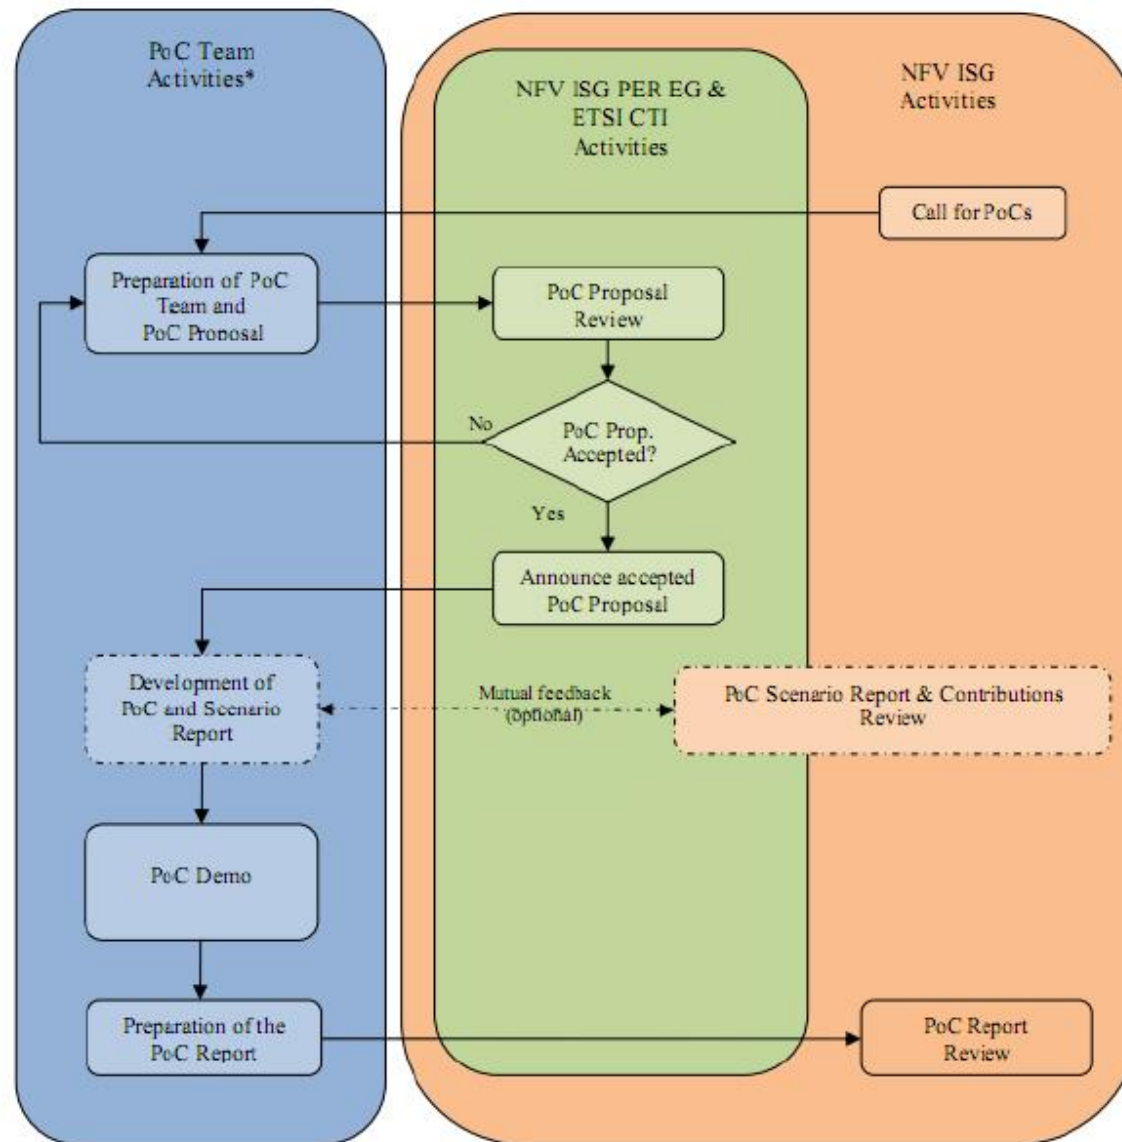 PoC Team
Activities*
NFV ISG PER EG &
ETSI CTI
Activities
NFV ISG
Activities
Call for PoCs
Preparation of PoC
Team and
PoC Proposal
PoC Proposal
Review
No
PoC Prop.
Accepted?
Yes
Announce accepted
PoC Proposal
Development of
PoC and Scenario
Report
Mutual feedback
(optional)
PoC Scenario Report & Contributions
Review
PoC Demo
Preparation of the
PoC Report
PoC Report
Review